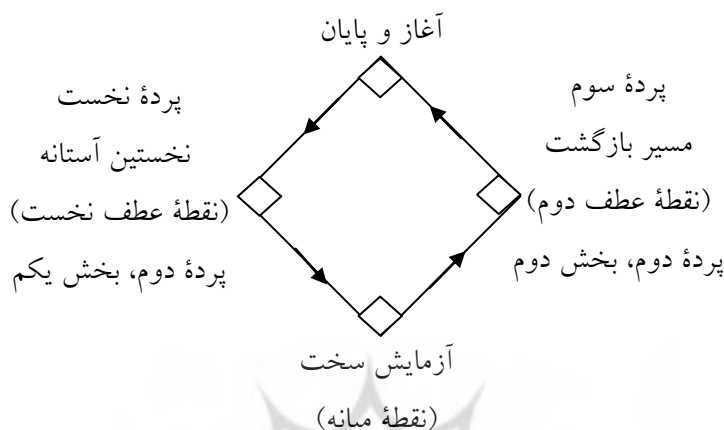 آغاز و پایان
پردهٔ سوم
مسیر بازگشت
(نقطهٔ عطف دوم)
پردهٔ دوم، بخش دوم
پردهٔ نخست
نخستین آستانه
(نقطهٔ عطف نخست)
پردهٔ دوم، بخش یکم
آزمایش سخت
(نقطهٔ میانه)